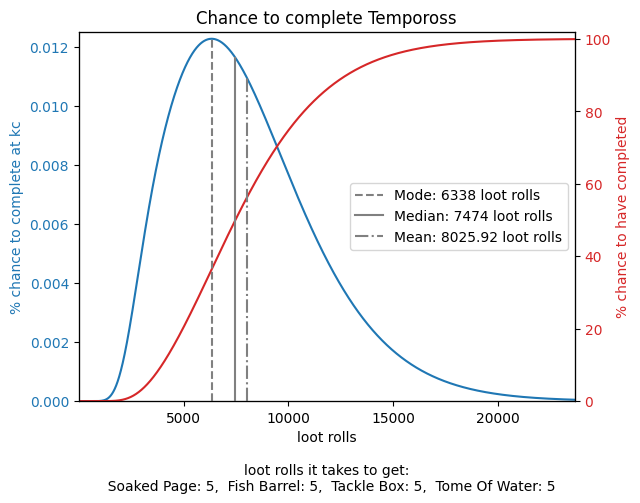 Chance to complete Tempoross
% chance to complete at kc
0.012
0.010
0.008
0.006
0.004
0.002
0.000
100
80
60
40
20
0
% chance to have completed
Mode: 6338 loot rolls
Median: 7474 loot rolls
Mean: 8025.92 loot rolls
5000 10000 15000 20000
loot rolls
loot rolls it takes to get:
Soaked Page: 5, Fish Barrel: 5, Tackle Box: 5, Tome Of Water: 5